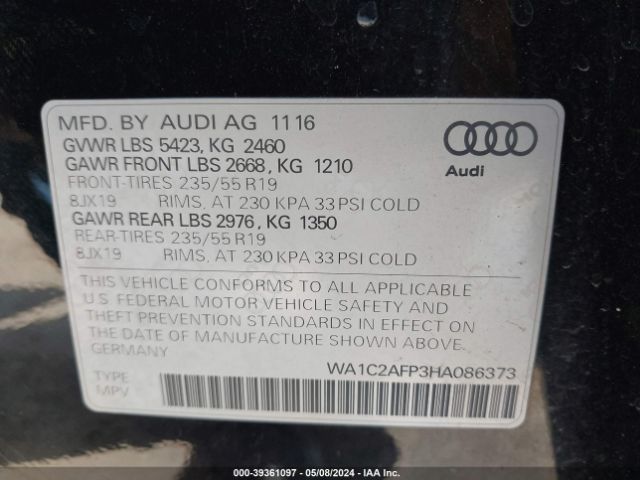 MFD. BY AUDI AG 11 16
GVWR LBS 5423, KG 2460
GAWR FRONT LBS 2668, KG 1210
FRONT-TIRES 235/55 R19
8JX19 RIMS, AT 230 KPA 33 PSI COLD
GAWR REAR LBS 2976, KG 1350
REAR-TIRES 235/55 R19
8JX19 RIMS, AT 230 KPA 33 PSI COLD
Audi
THIS VEHICLE CONFORMS TO ALL APPLICABLE
U.S. FEDERAL MOTOR VEHICLE SAFETY AND
THEFT PREVENTION STANDARDS IN EFFECT ON
THE DATE OF MANUFACTURE SHOWN ABOVE.
GERMANY
WA1C2AFP3HA086373
TYPE
MPV
000-39361097 - 05/08/2024 - IAA Inc.